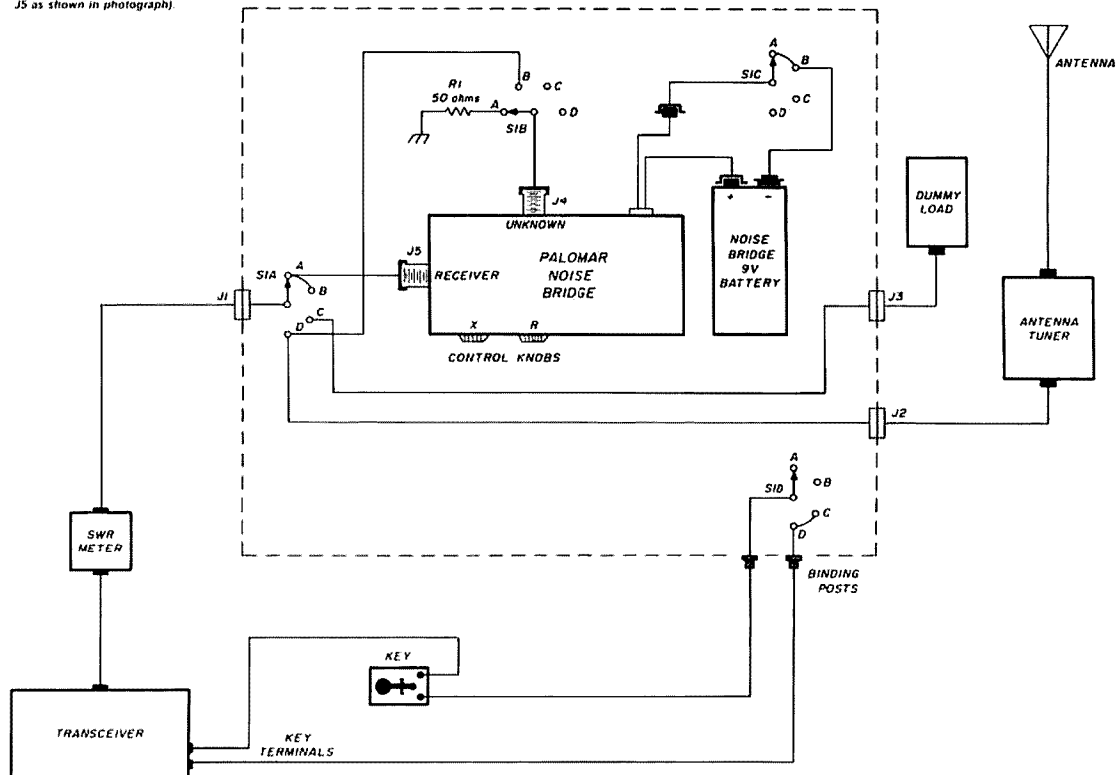 J5 as shown in photograph).
A
B
S1C
C
D
B
C
R1
50 ohms
A
D
S1B
J4
UNKNOWN
+ -
ANTENNA
DUMMY
LOAD
J5
RECEIVER
PALOMAR
NOISE
BRIDGE
NOISE
BRIDGE
9V
BATTERY
S1A
A
B
C
D
J1
J3
X R
CONTROL KNOBS
ANTENNA
TUNER
J2
A
S1D
B
C
D
SWR
METER
BINDING
POSTS
KEY
TRANSCEIVER
KEY
TERMINALS